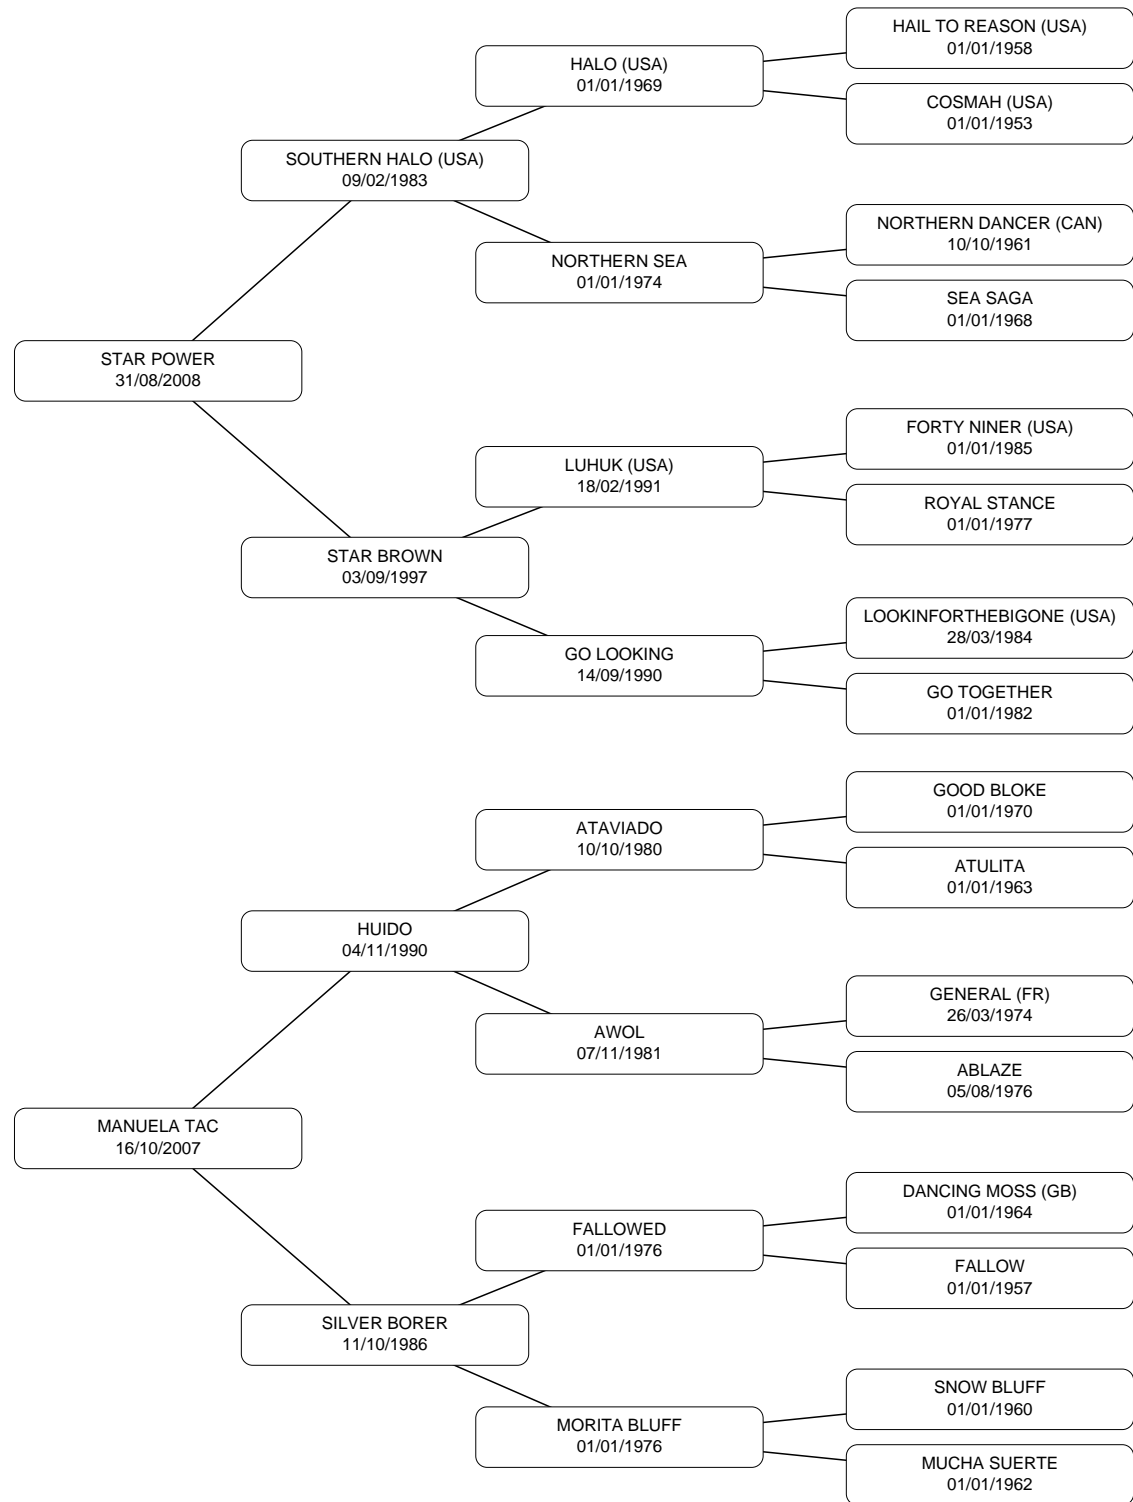 HAIL TO REASON (USA)
01/01/1958
HALO (USA)
01/01/1969
COSMAH (USA)
01/01/1953
SOUTHERN HALO (USA)
09/02/1983
NORTHERN DANCER (CAN)
10/10/1961
NORTHERN SEA
01/01/1974
SEA SAGA
01/01/1968
STAR POWER
31/08/2008
FORTY NINER (USA)
01/01/1985
LUHUK (USA)
18/02/1991
ROYAL STANCE
01/01/1977
STAR BROWN
03/09/1997
LOOKINFORTHEBIGONE (USA)
28/03/1984
GO LOOKING
14/09/1990
GO TOGETHER
01/01/1982
GOOD BLOKE
01/01/1970
ATAVIADO
10/10/1980
ATULITA
01/01/1963
HUIDO
04/11/1990
GENERAL (FR)
26/03/1974
AWOL
07/11/1981
ABLAZE
05/08/1976
MANUELA TAC
16/10/2007
DANCING MOSS (GB)
01/01/1964
FALLOWED
01/01/1976
FALLOW
01/01/1957
SILVER BORER
11/10/1986
SNOW BLUFF
01/01/1960
MORITA BLUFF
01/01/1976
MUCHA SUERTE
01/01/1962